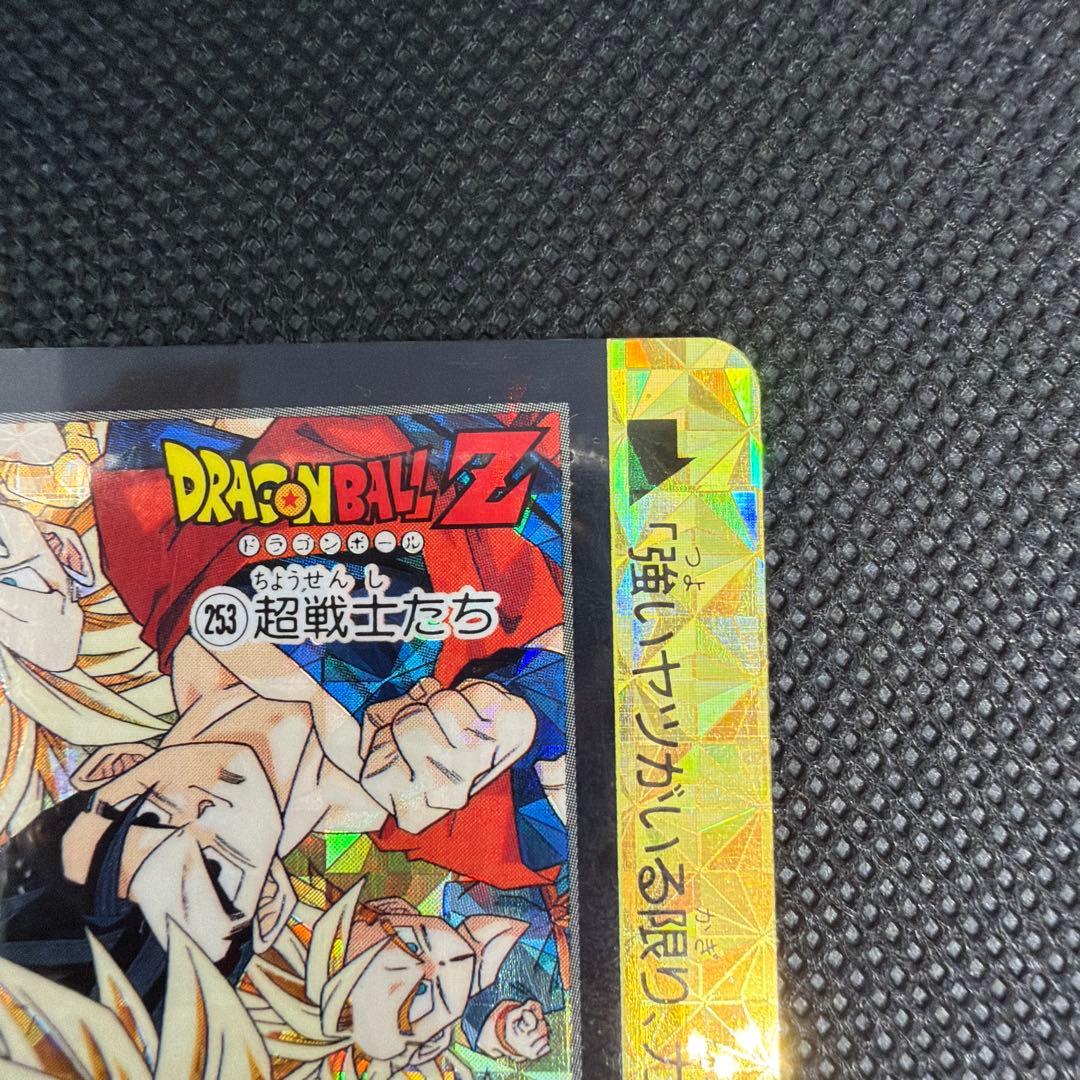 DRAGONBALL Z
ドラゴンボール
ちょうせんし
253 超戦士たち
つよ
「強いヤツがいる限り、
かぎ